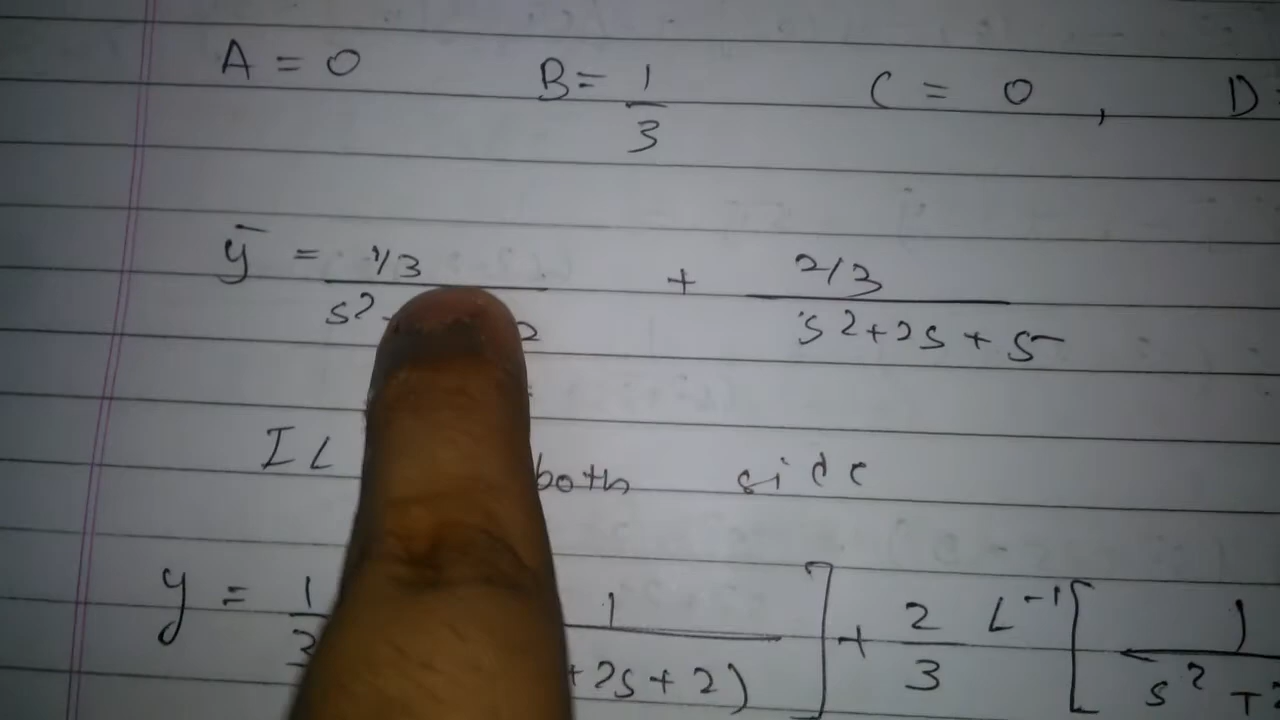 A = 0 B = 1/3 C = 0 , D
ȳ = 1/3 / s² 2 + 2/3 / s²+2s+5
IL both side
y = 1 1 / +2s+2) ] + 2/3 L⁻¹ [ 1 / s²